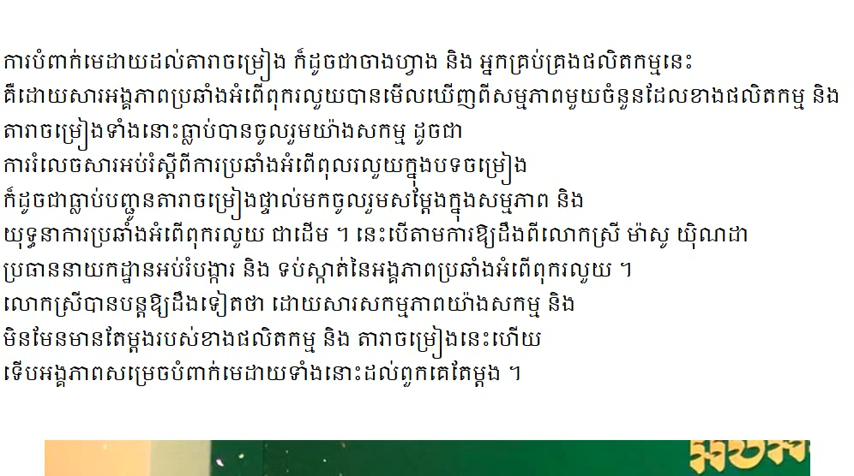 ការបំពាក់មេដាយដល់តារាចម្រៀង ក៏ដូចជាចាងហ្វាង និង អ្នកគ្រប់គ្រងផលិតកម្មនេះ
គឺដោយសារអង្គភាពប្រឆាំងអំពើពុករលួយបានមើលឃើញពីសម្មភាពមួយចំនួនដែលខាងផលិតកម្ម និង
តារាចម្រៀងទាំងនោះធ្លាប់បានចូលរួមយ៉ាងសកម្ម ដូចជា
ការរំលេចសារអប់រំស្តីពីការប្រឆាំងអំពើពុលរលួយក្នុងបទចម្រៀង
ក៏ដូចជាធ្លាប់បញ្ជូនតារាចម្រៀងផ្ទាល់មកចូលរួមសម្តែងក្នុងសម្មភាព និង
យុទ្ធនាការប្រឆាំងអំពើពុករលួយ ជាដើម ។ នេះបើតាមការឱ្យដឹងពីលោកស្រី ម៉ាសូ យ៉ិណដា
ប្រធាននាយកដ្ឋានអប់រំបង្ការ និង ទប់ស្កាត់នៃអង្គភាពប្រឆាំងអំពើពុករលួយ ។
លោកស្រីបានបន្តឱ្យដឹងទៀតថា ដោយសារសកម្មភាពយ៉ាងសកម្ម និង
មិនមែនមានតែម្តងរបស់ខាងផលិតកម្ម និង តារាចម្រៀងនេះហើយ
ទើបអង្គភាពសម្រេចបំពាក់មេដាយទាំងនោះដល់ពួកគេតែម្តង ។